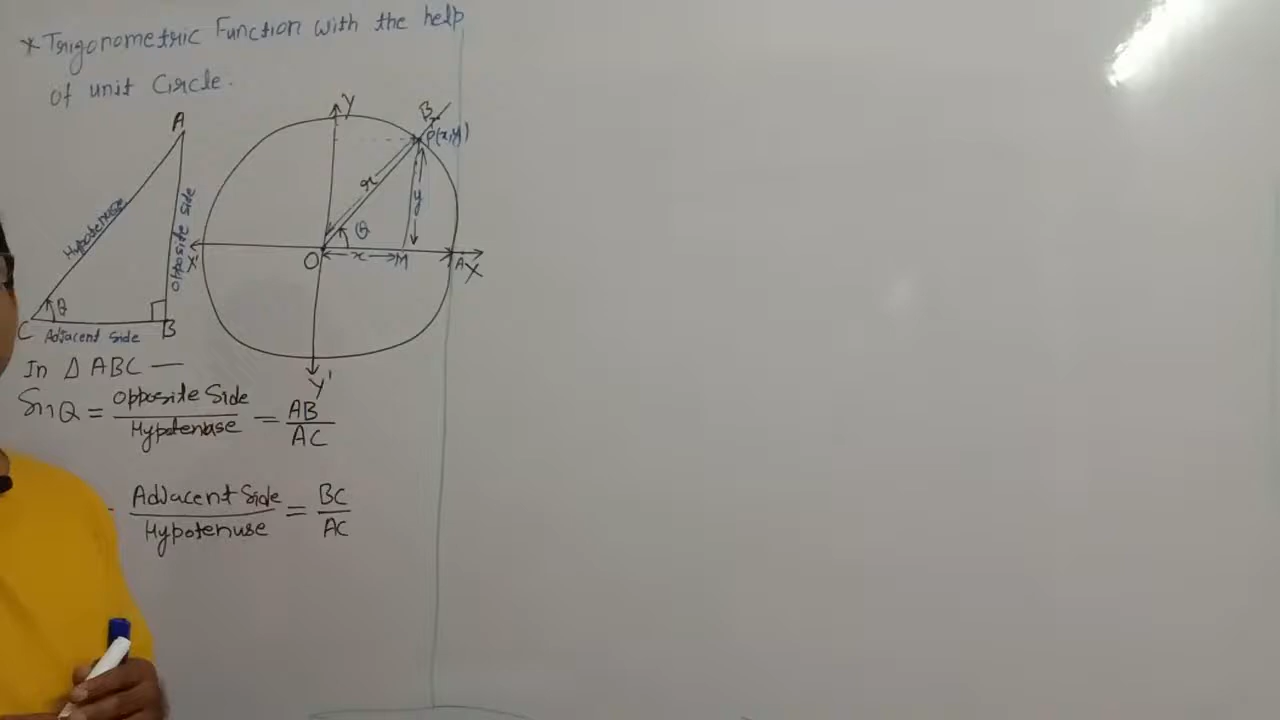 * Trigonometric Function with the help
of unit Circle.
A
Hypotenuse
Opposite side
θ
C
Adjacent side
B
Y
B
P(x,y)
r
y
θ
X'
O
x
M
A
X
Y'
In Δ ABC —
Sinθ = Opposite Side / Hypotenuse = AB / AC
Adjacent Side / Hypotenuse = BC / AC